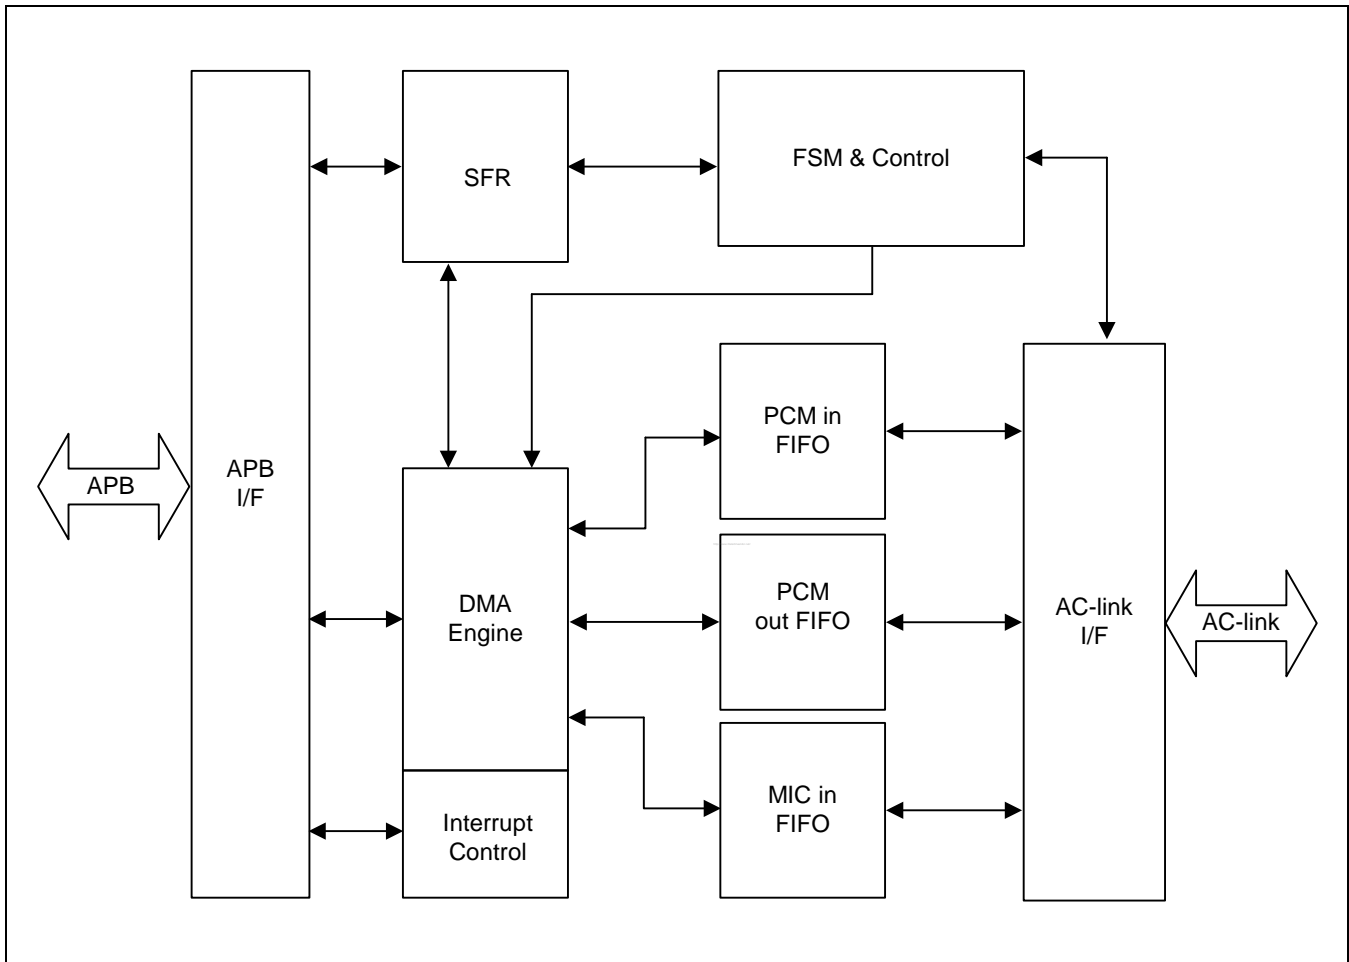 SFR
FSM & Control
APB
APB
I/F
PCM in
FIFO
DMA
Engine
PCM
out FIFO
AC-link
I/F
AC-link
MIC in
FIFO
Interrupt
Control